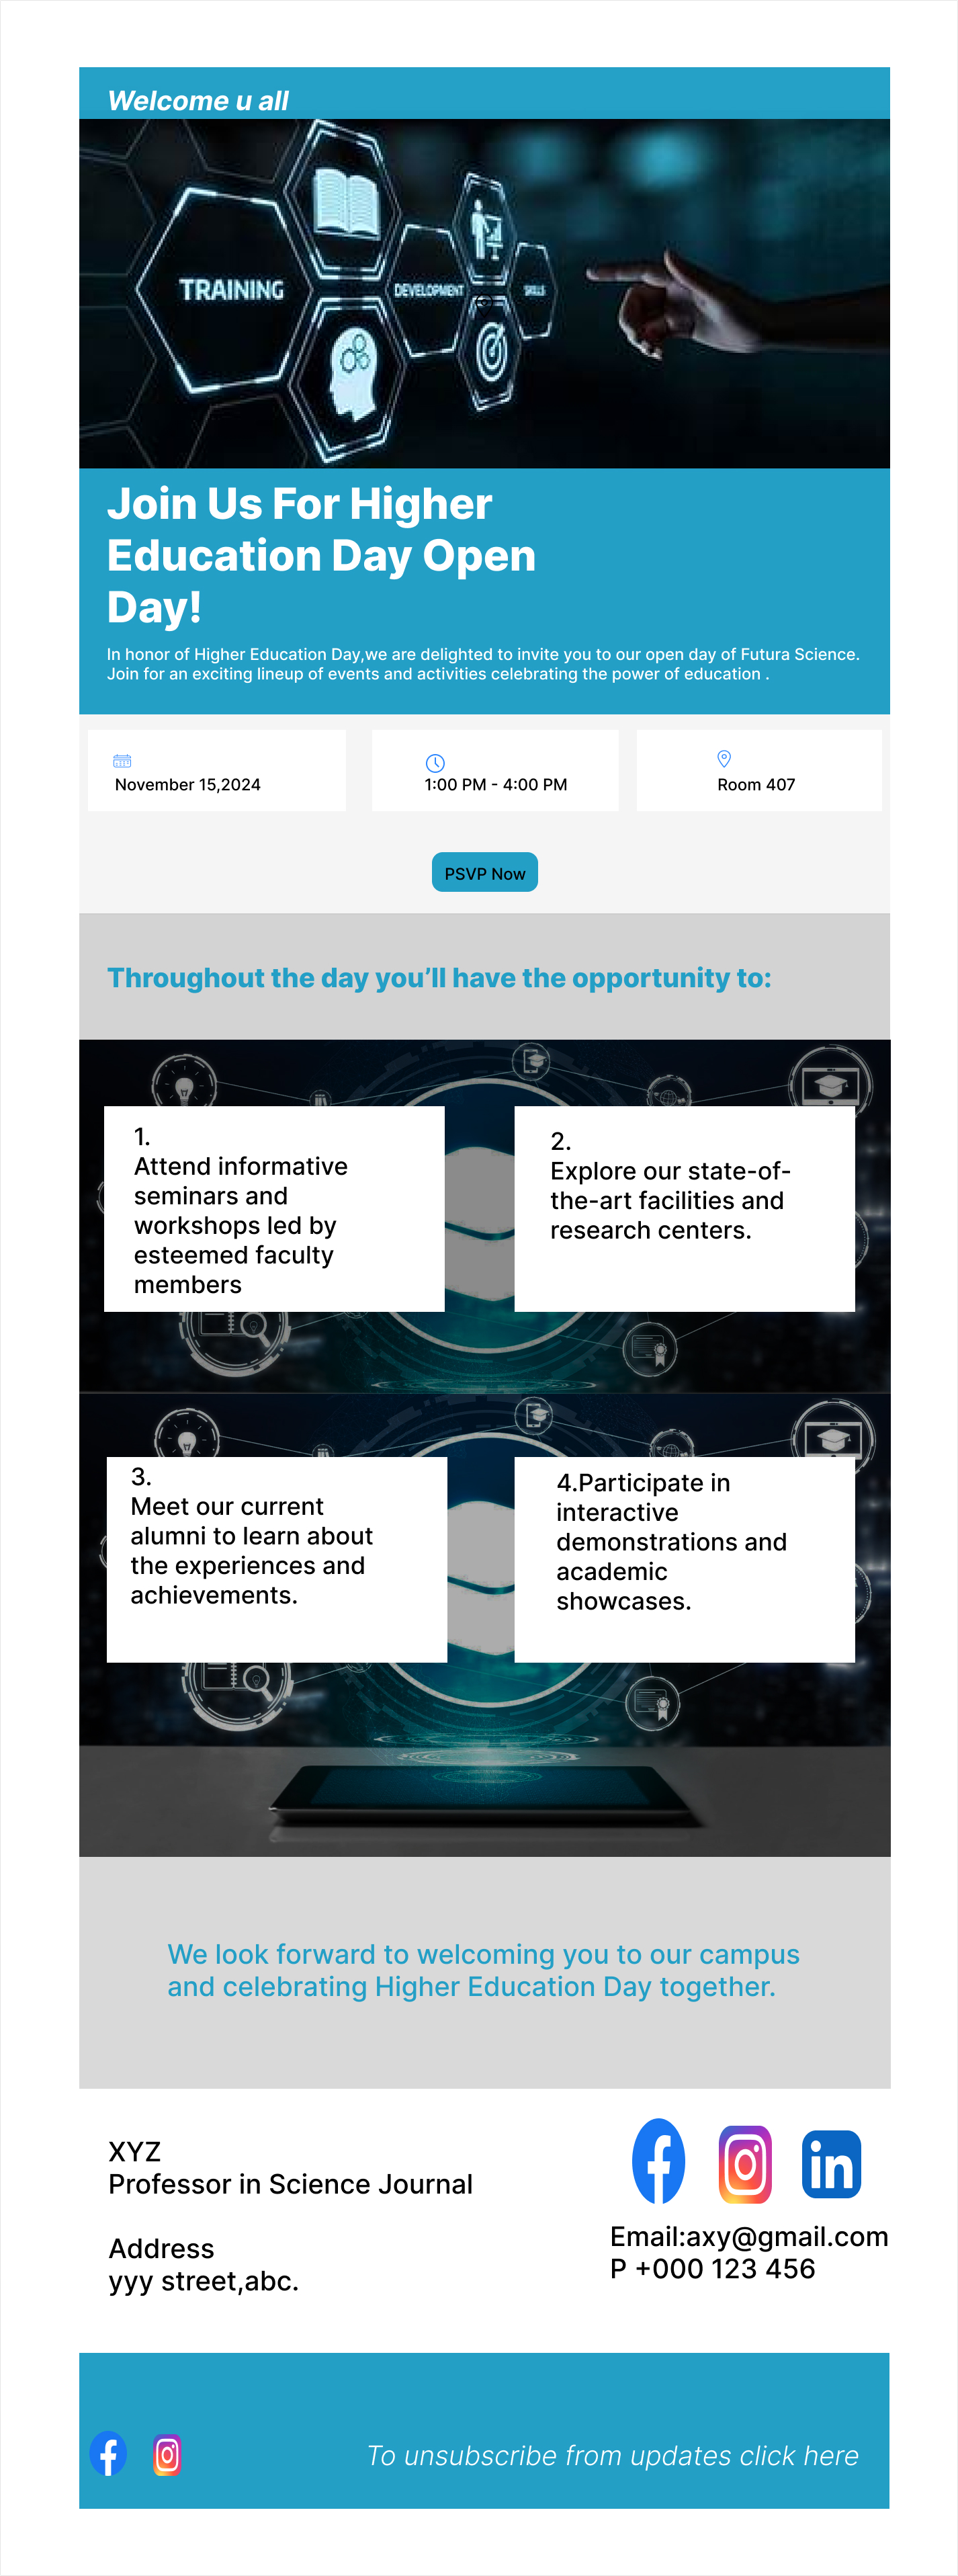 Welcome u all
TRAINING
DEVELOPMENT
SKILLS
Join Us For Higher
Education Day Open
Day!
In honor of Higher Education Day,we are delighted to invite you to our open day of Futura Science.
Join for an exciting lineup of events and activities celebrating the power of education .
November 15,2024
1:00 PM - 4:00 PM
Room 407
PSVP Now
Throughout the day you’ll have the opportunity to:
1.
Attend informative
seminars and
workshops led by
esteemed faculty
members
2.
Explore our state-of-
the-art facilities and
research centers.
3.
Meet our current
alumni to learn about
the experiences and
achievements.
4.Participate in
interactive
demonstrations and
academic
showcases.
We look forward to welcoming you to our campus
and celebrating Higher Education Day together.
XYZ
Professor in Science Journal
Address
yyy street,abc.
in
Email:axy@gmail.com
P +000 123 456
To unsubscribe from updates click here